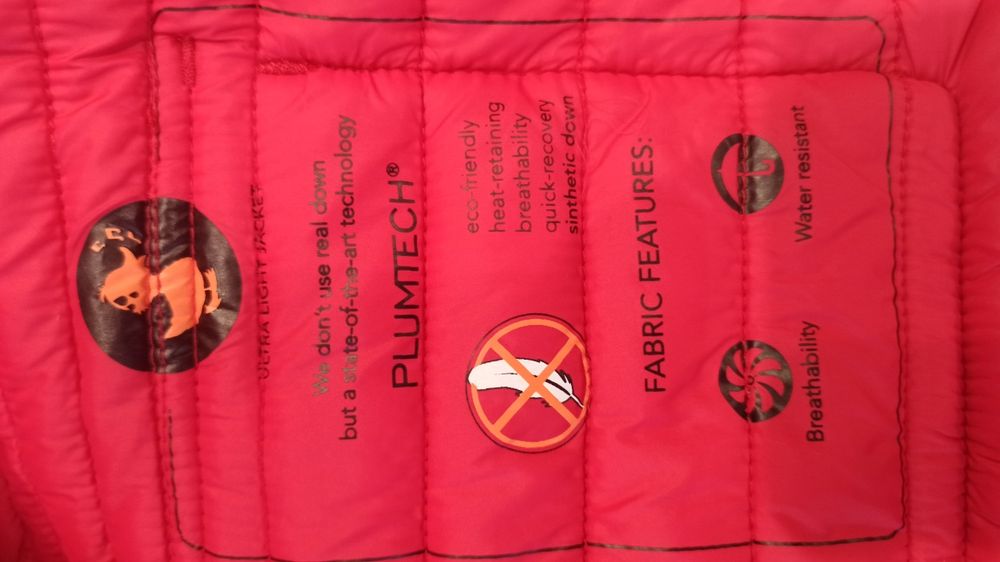 ULTRA LIGHT JACKET
We don't use real down
but a state-of-the-art technology
PLUMTECH®
eco-friendly
heat-retaining
breathability
quick-recovery
sinthetic down
FABRIC FEATURES:
Breathability
Water resistant